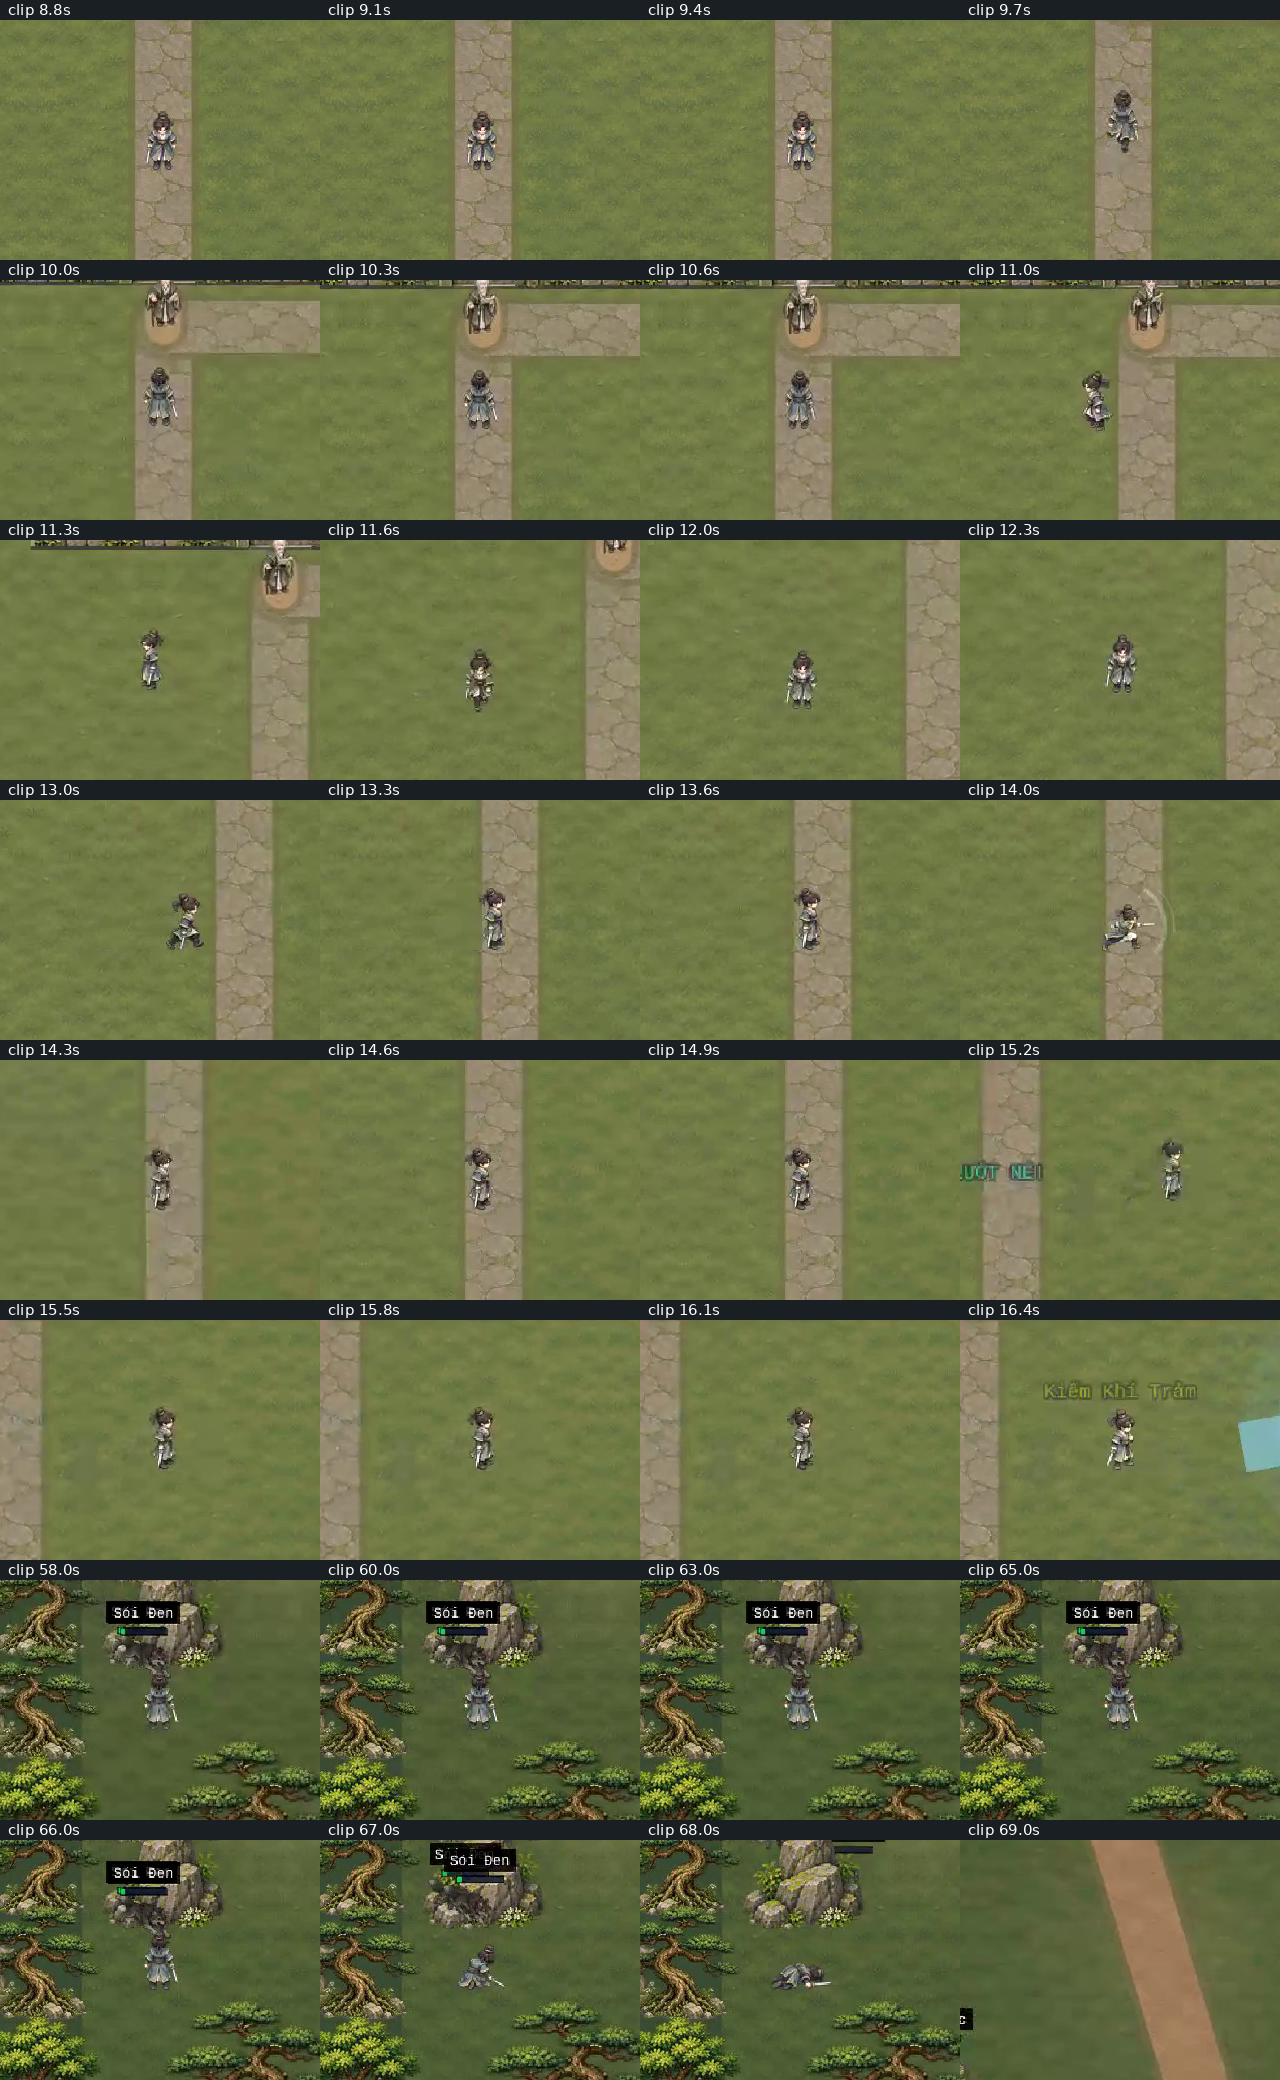 clip 8.8s
clip 9.1s
clip 9.4s
clip 9.7s
clip 10.0s
clip 10.3s
clip 10.6s
clip 11.0s
clip 11.3s
clip 11.6s
clip 12.0s
clip 12.3s
clip 13.0s
clip 13.3s
clip 13.6s
clip 14.0s
clip 14.3s
clip 14.6s
clip 14.9s
clip 15.2s
clip 15.5s
clip 15.8s
clip 16.1s
clip 16.4s
Kiếm Khí Trảm
clip 58.0s
clip 60.0s
clip 63.0s
clip 65.0s
Sói Đen
Sói Đen
Sói Đen
Sói Đen
clip 66.0s
clip 67.0s
clip 68.0s
clip 69.0s
Sói Đen
Sói Đen